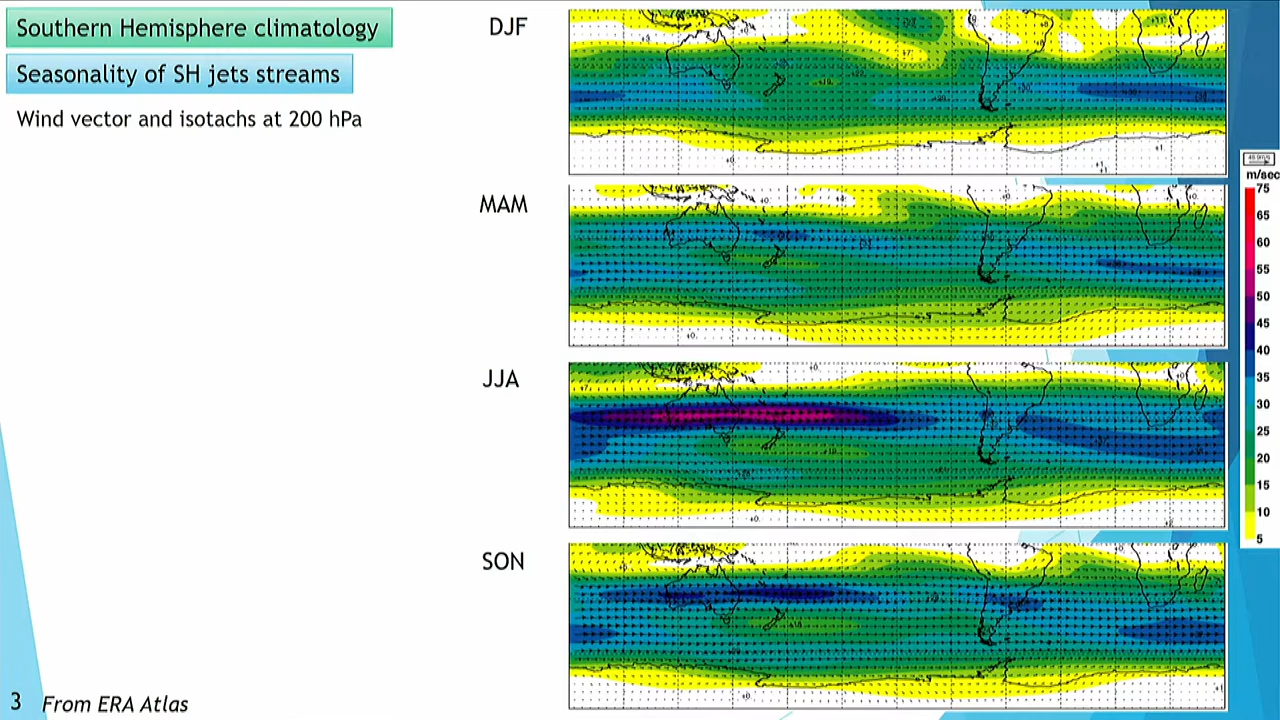 Southern Hemisphere climatology
Seasonality of SH jets streams
Wind vector and isotachs at 200 hPa
DJF
MAM
JJA
SON
m/sec
75
65
60
55
50
45
40
35
30
25
20
15
10
5
3 From ERA Atlas